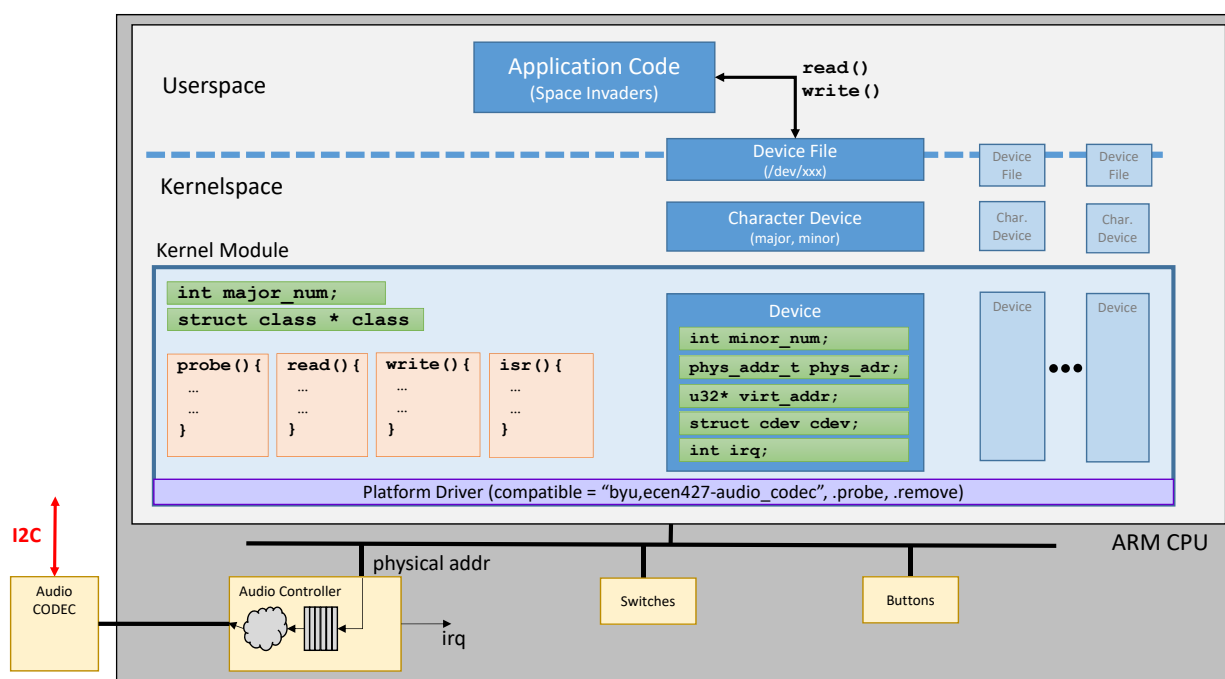 Userspace
Application Code
(Space Invaders)
read()
write()
Device File
(/dev/xxx)
Device
File
Device
File
Kernelspace
Character Device
(major, minor)
Char.
Device
Char.
Device
Kernel Module
int major_num;
struct class * class
probe(){
…
…
}
read(){
…
…
}
write(){
…
…
}
isr(){
…
…
}
Device
int minor_num;
phys_addr_t phys_adr;
u32* virt_addr;
struct cdev cdev;
int irq;
Device
•••
Device
Platform Driver (compatible = “byu,ecen427-audio_codec”, .probe, .remove)
I2C
ARM CPU
physical addr
Audio
CODEC
Audio Controller
irq
Switches
Buttons